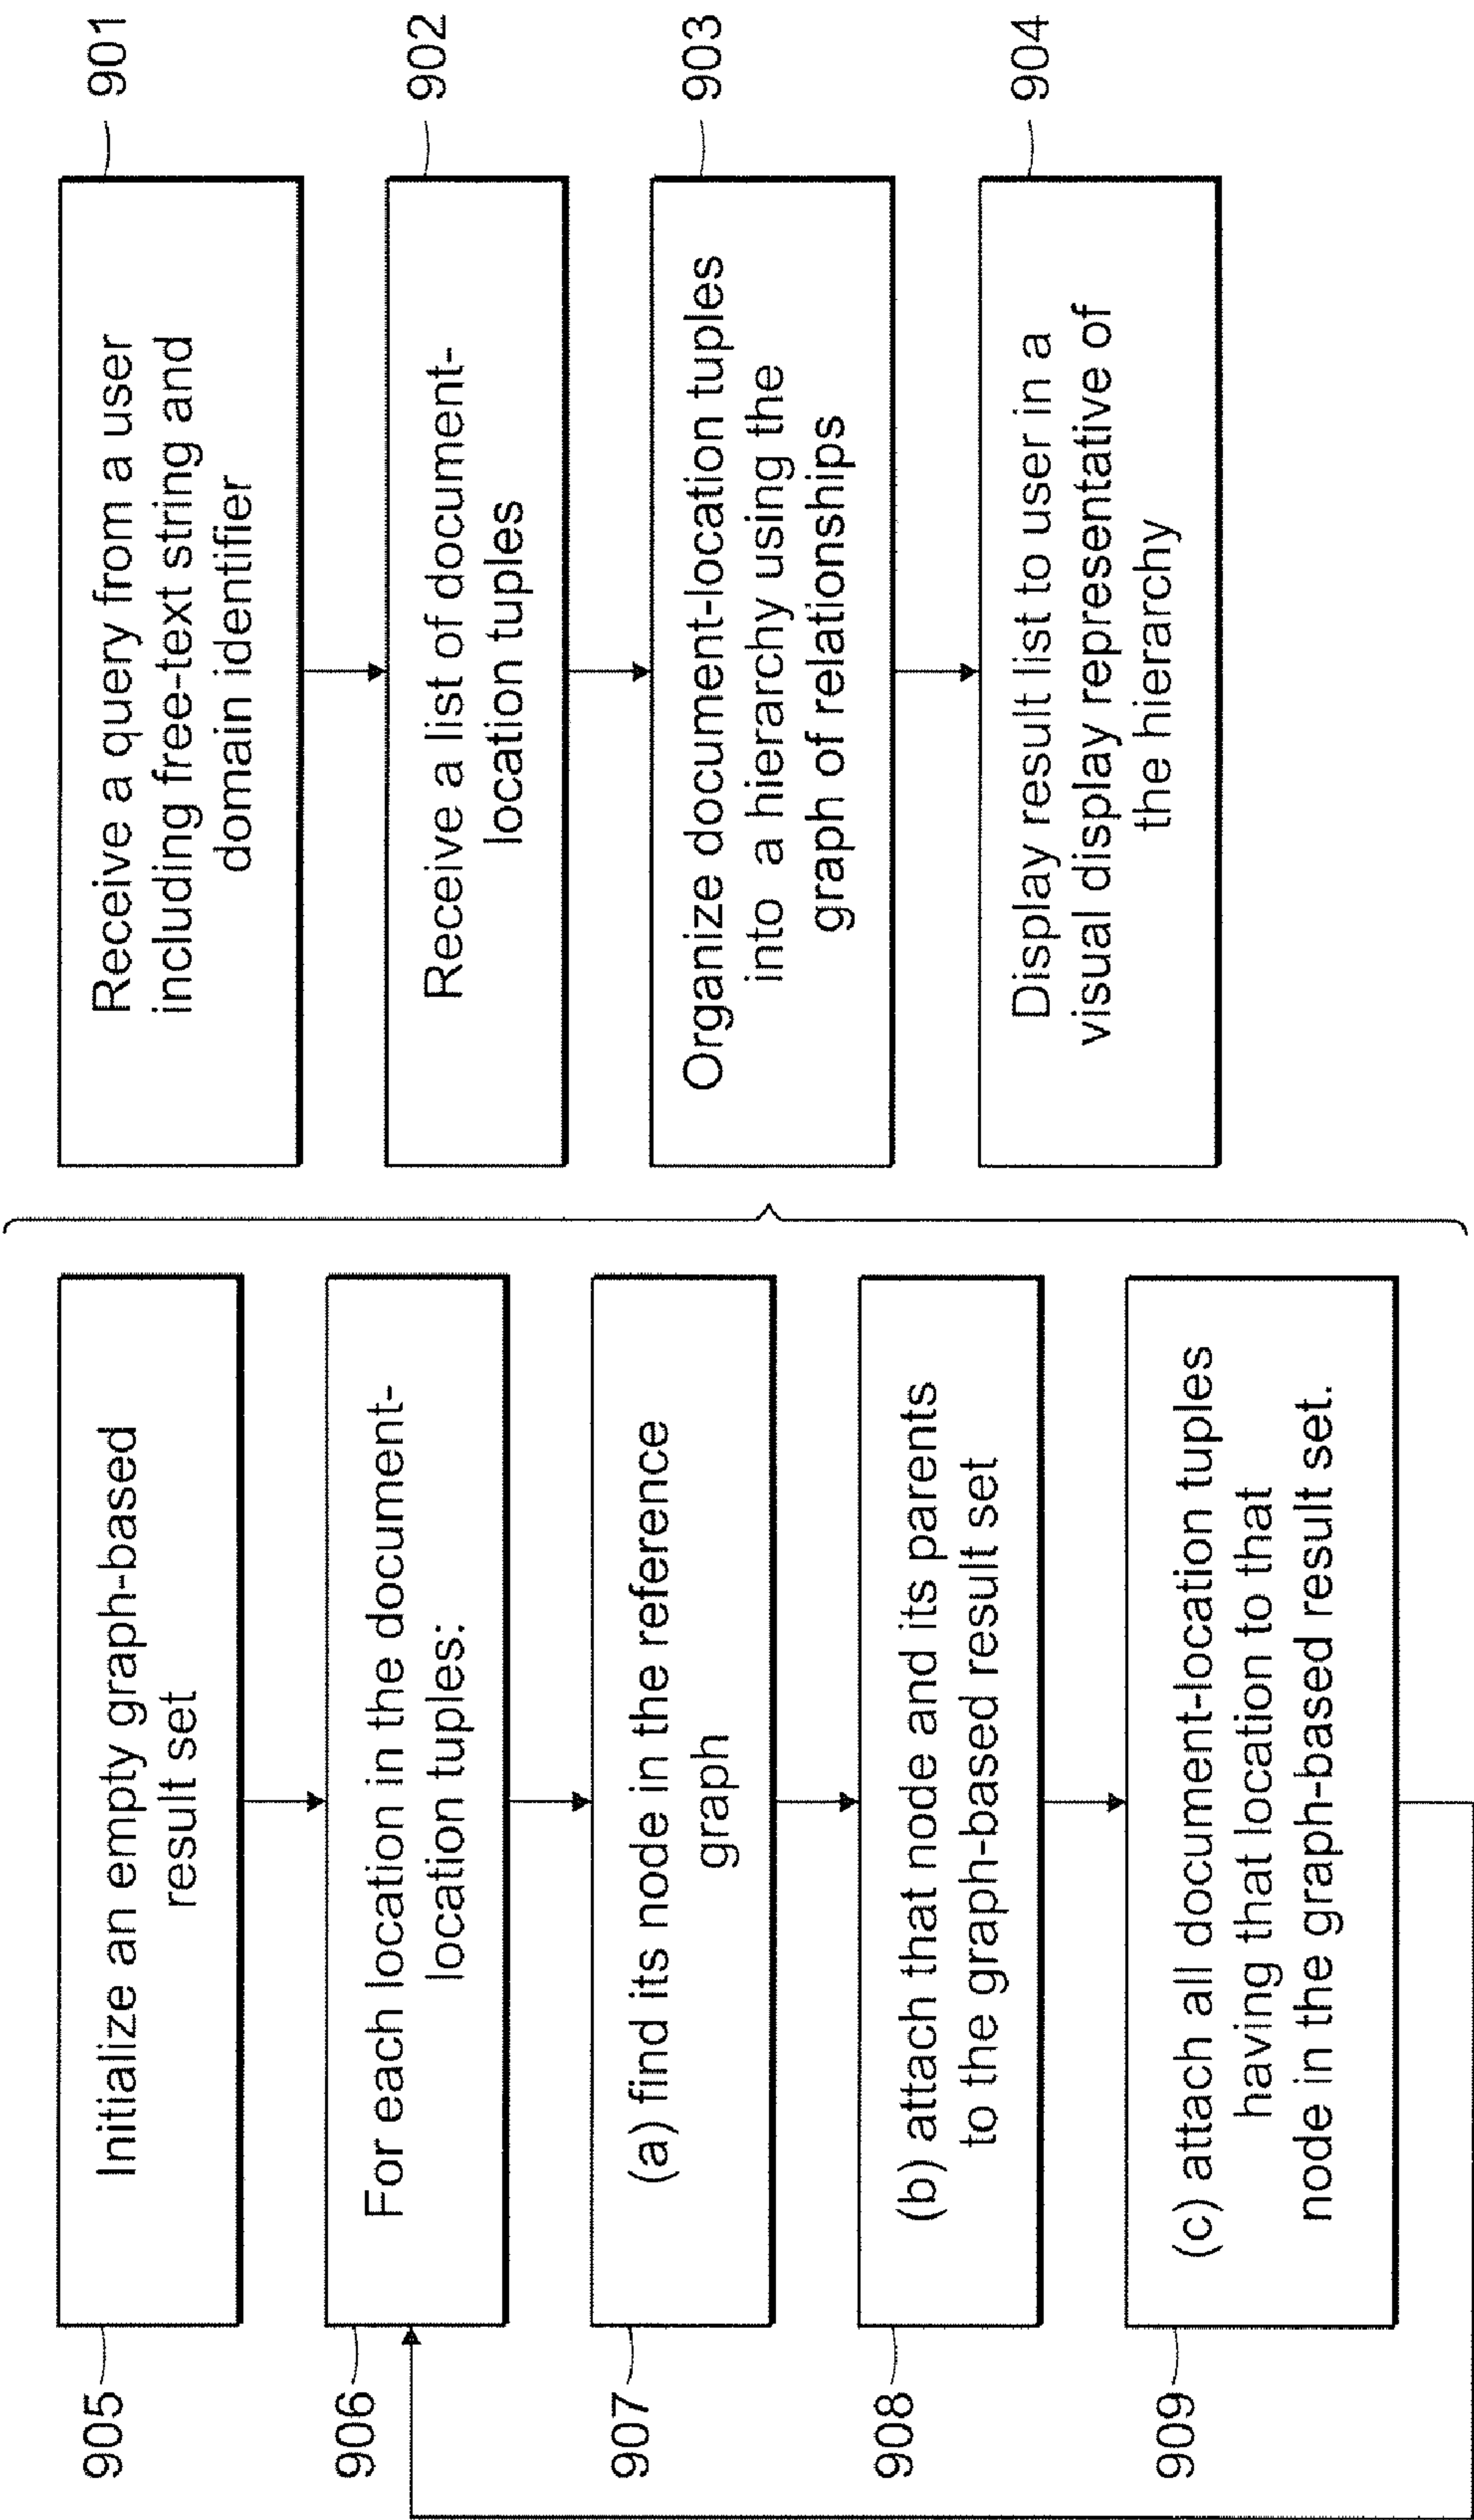 905
Initialize an empty graph-based
result set
906
For each location in the document-
location tuples:
907
(a) find its node in the reference
graph
908
(b) attach that node and its parents
to the graph-based result set
909
(c) attach all document-location tuples
having that location to that
node in the graph-based result set.
901
Receive a query from a user
including free-text string and
domain identifier
902
Receive a list of document-
location tuples
903
Organize document-location tuples
into a hierarchy using the
graph of relationships
904
Display result list to user in a
visual display representative of
the hierarchy